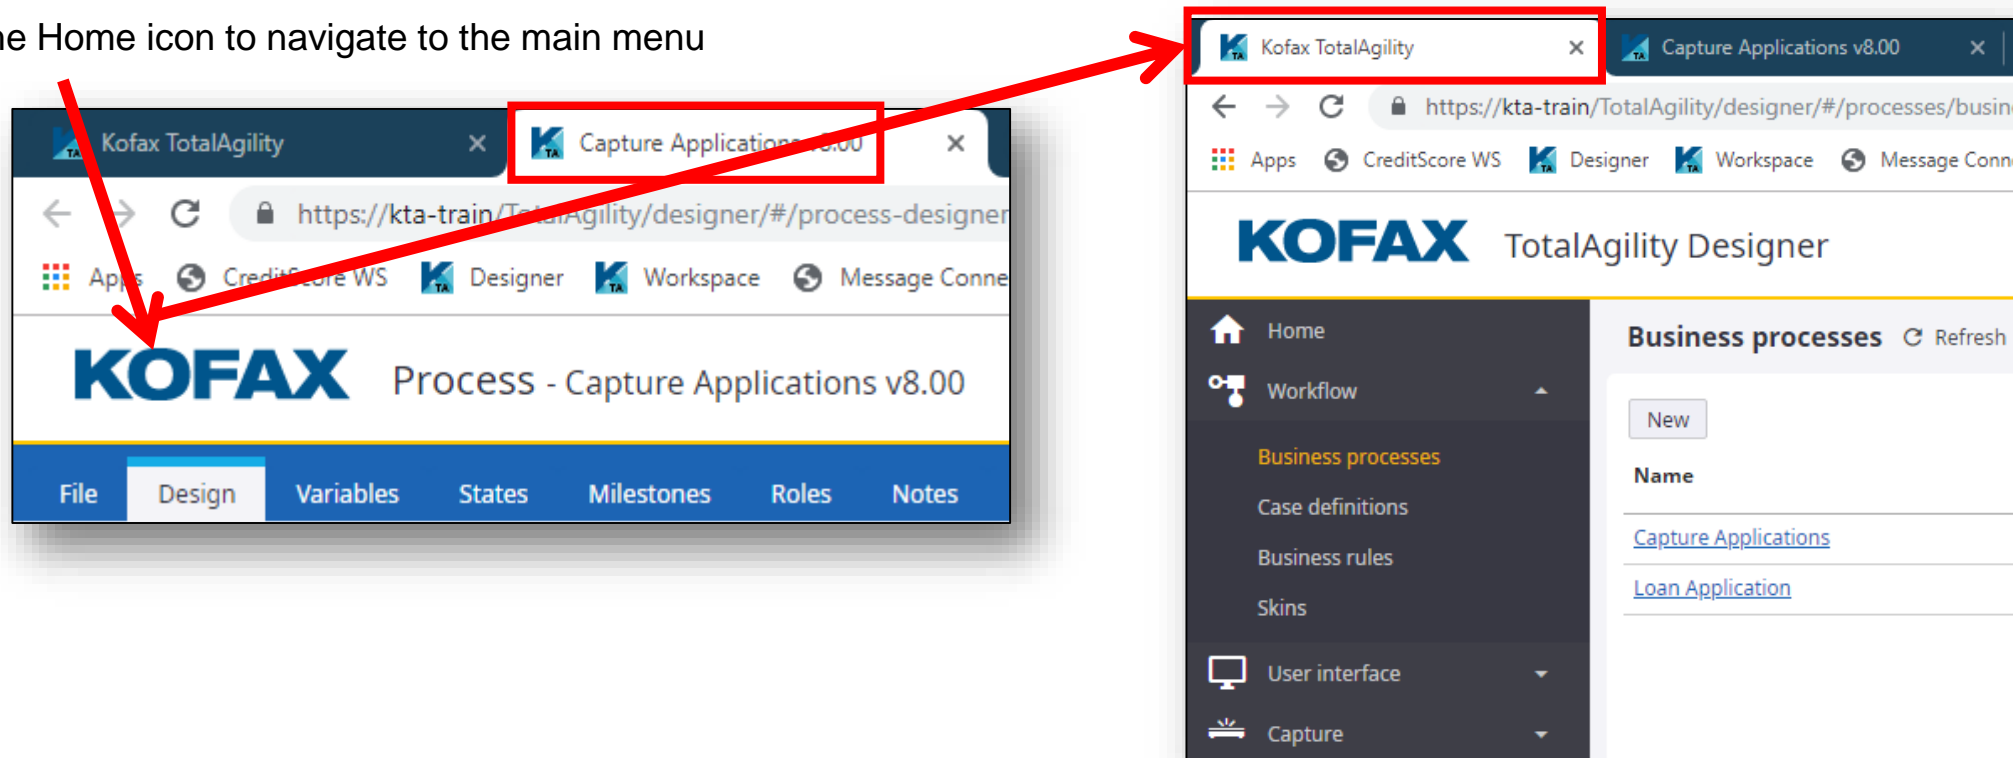 he Home icon to navigate to the main menu
Kofax TotalAgility
Capture Applications v8.00
https://kta-train/TotalAgility/designer/#/process-designer
Apps CreditScore WS Designer Workspace Message Conne
KOFAX Process - Capture Applications v8.00
File Design Variables States Milestones Roles Notes
Kofax TotalAgility
Capture Applications v8.00
https://kta-train/TotalAgility/designer/#/processes/busin
Apps CreditScore WS Designer Workspace Message Conn
KOFAX TotalAgility Designer
Home
Workflow
Business processes
Case definitions
Business rules
Skins
User interface
Capture
Business processes Refresh
New
Name
Capture Applications
Loan Application